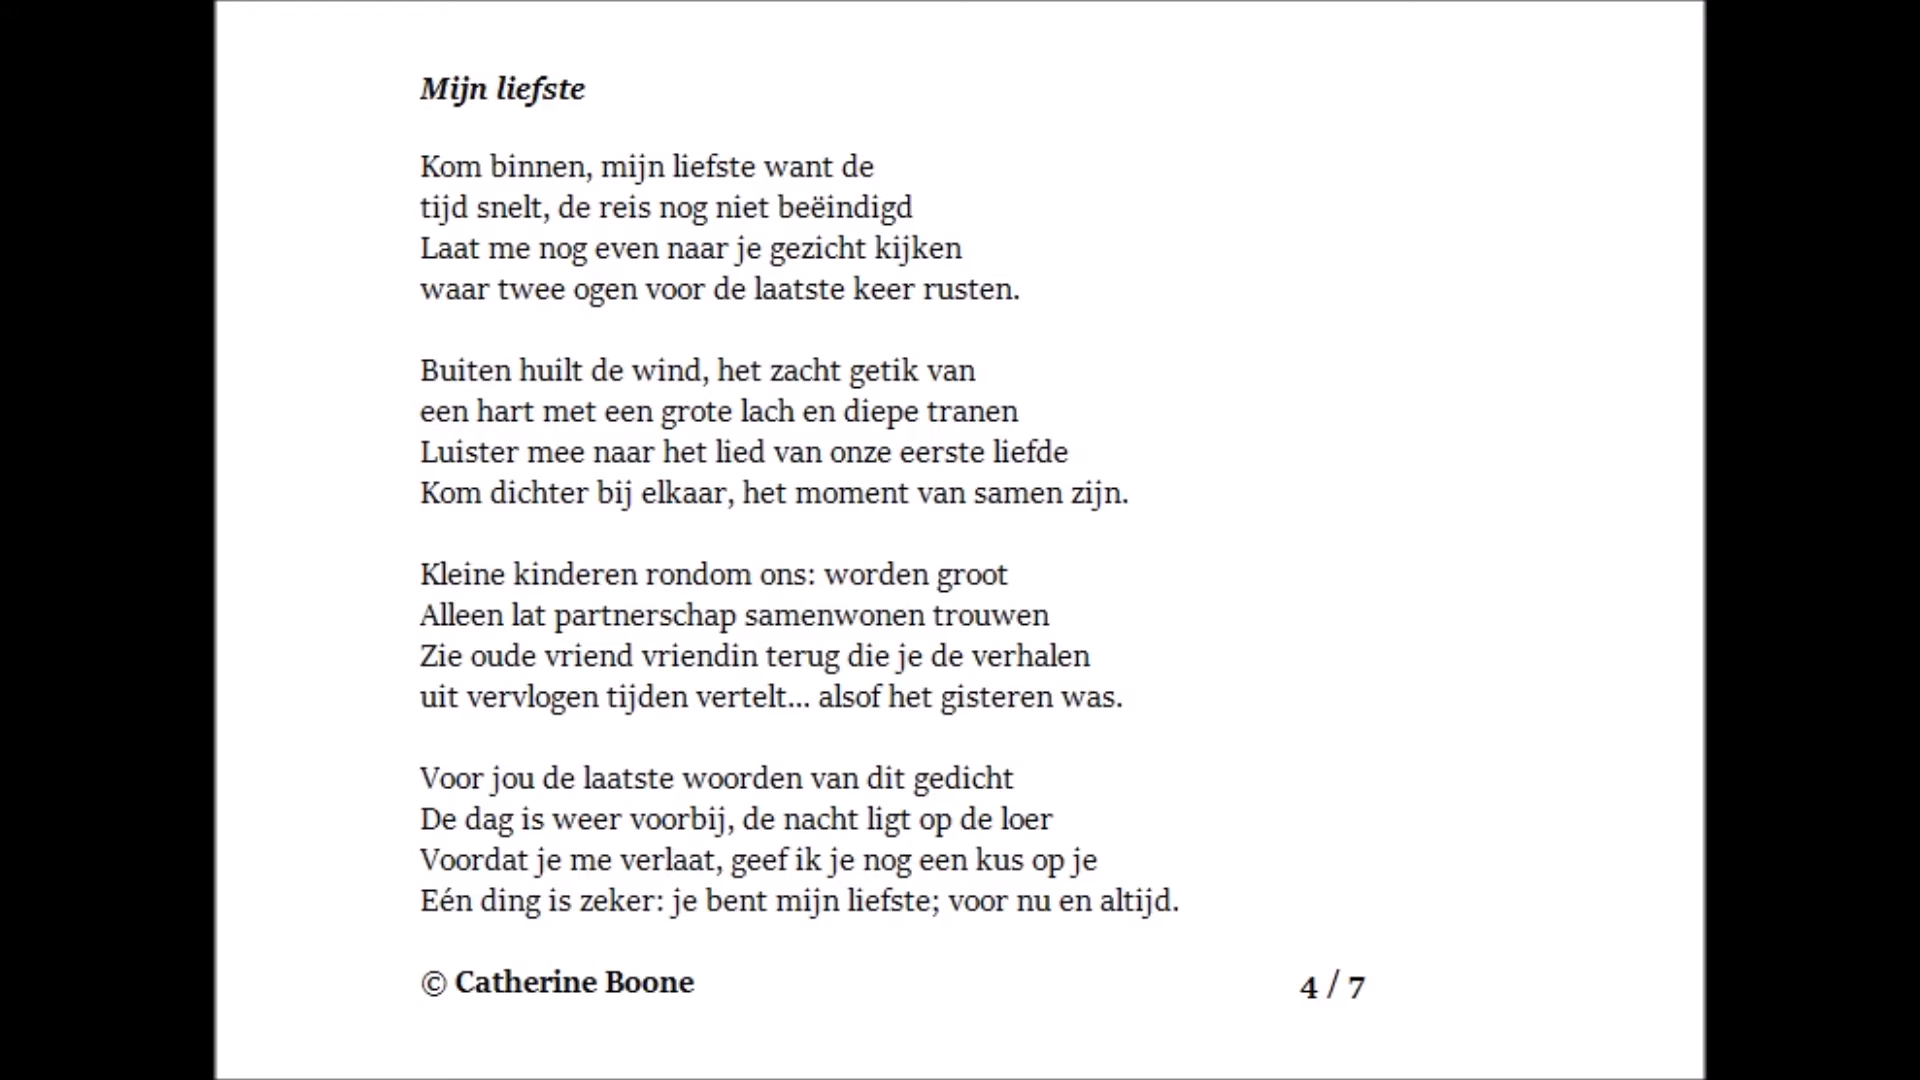 Mijn liefste
Kom binnen, mijn liefste want de
tijd snelt, de reis nog niet beëindigd
Laat me nog even naar je gezicht kijken
waar twee ogen voor de laatste keer rusten.
Buiten huilt de wind, het zacht getik van
een hart met een grote lach en diepe tranen
Luister mee naar het lied van onze eerste liefde
Kom dichter bij elkaar, het moment van samen zijn.
Kleine kinderen rondom ons: worden groot
Alleen lat partnerschap samenwonen trouwen
Zie oude vriend vriendin terug die je de verhalen
uit vervlogen tijden vertelt... alsof het gisteren was.
Voor jou de laatste woorden van dit gedicht
De dag is weer voorbij, de nacht ligt op de loer
Voordat je me verlaat, geef ik je nog een kus op je
Eén ding is zeker: je bent mijn liefste; voor nu en altijd.
© Catherine Boone
4 / 7